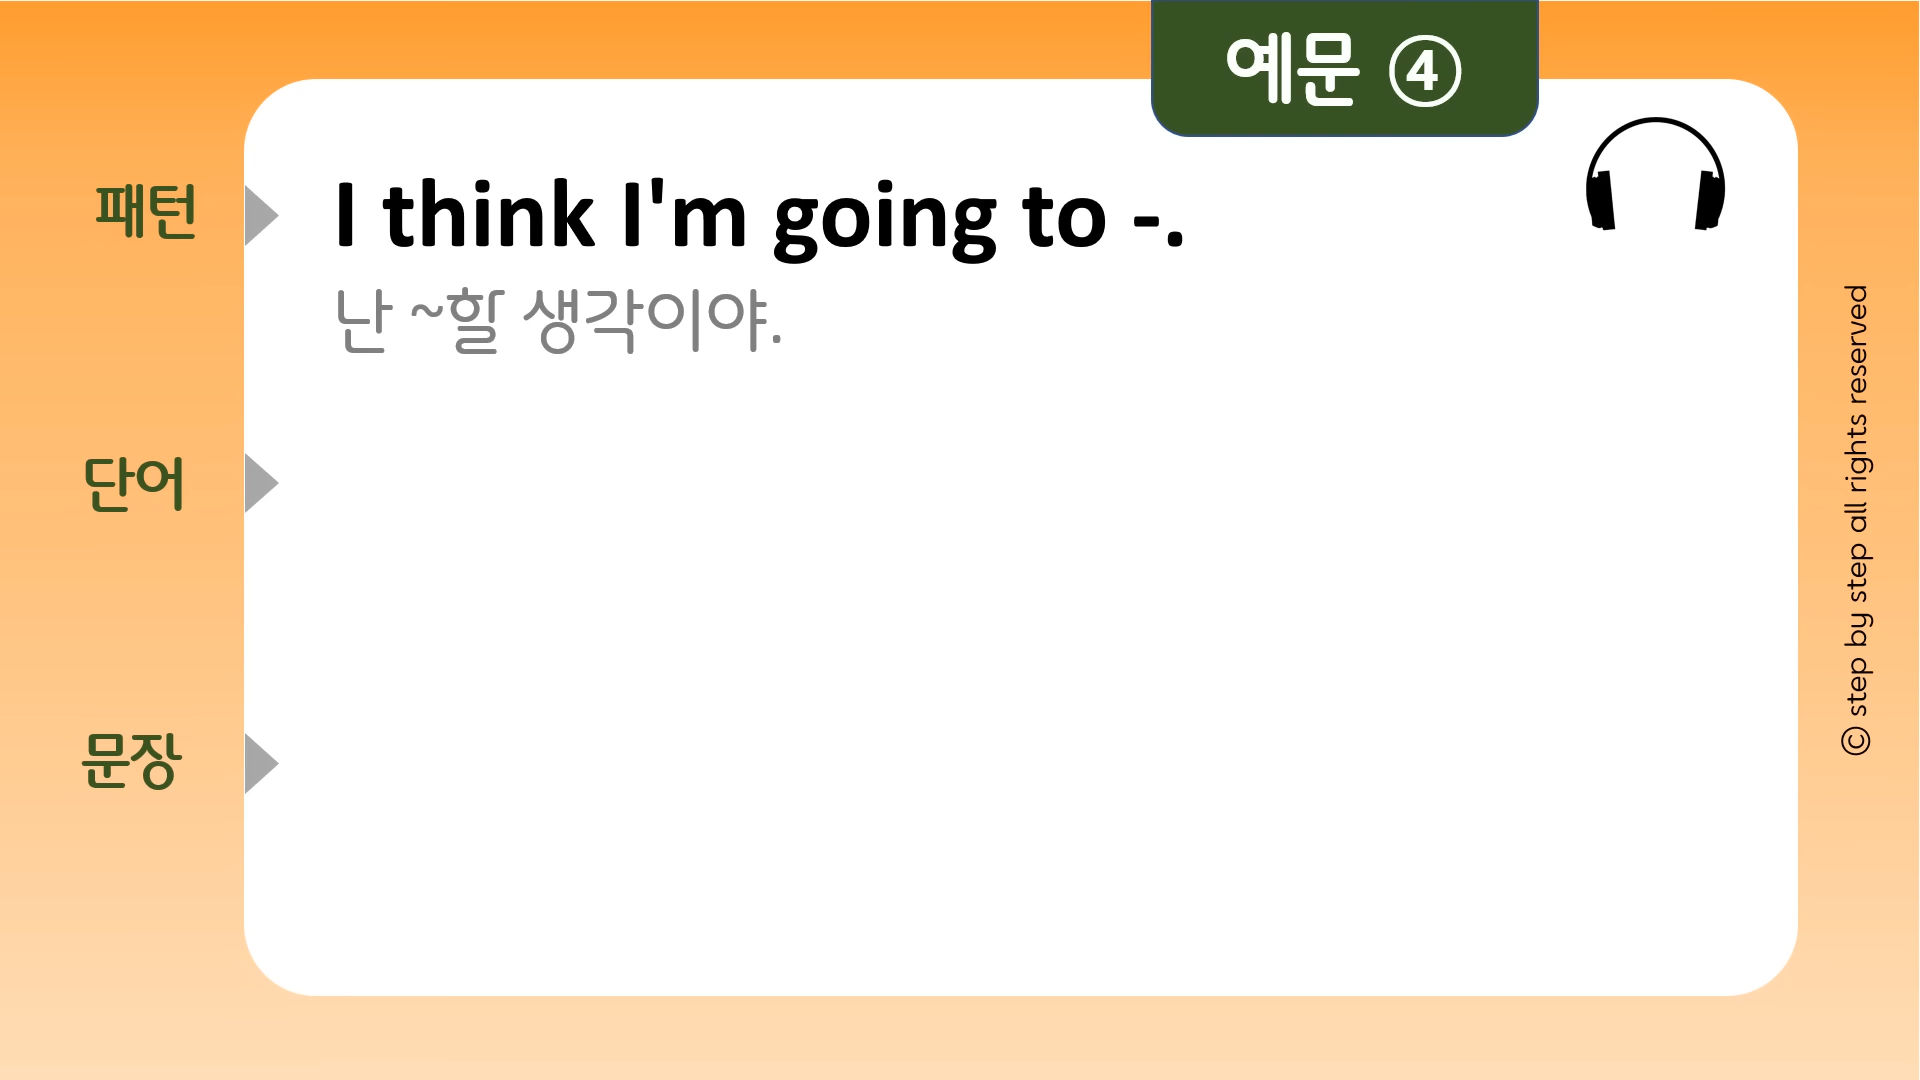 예문 ④
패턴
I think I'm going to -.
난 ~할 생각이야.
단어
문장
© step by step all rights reserved